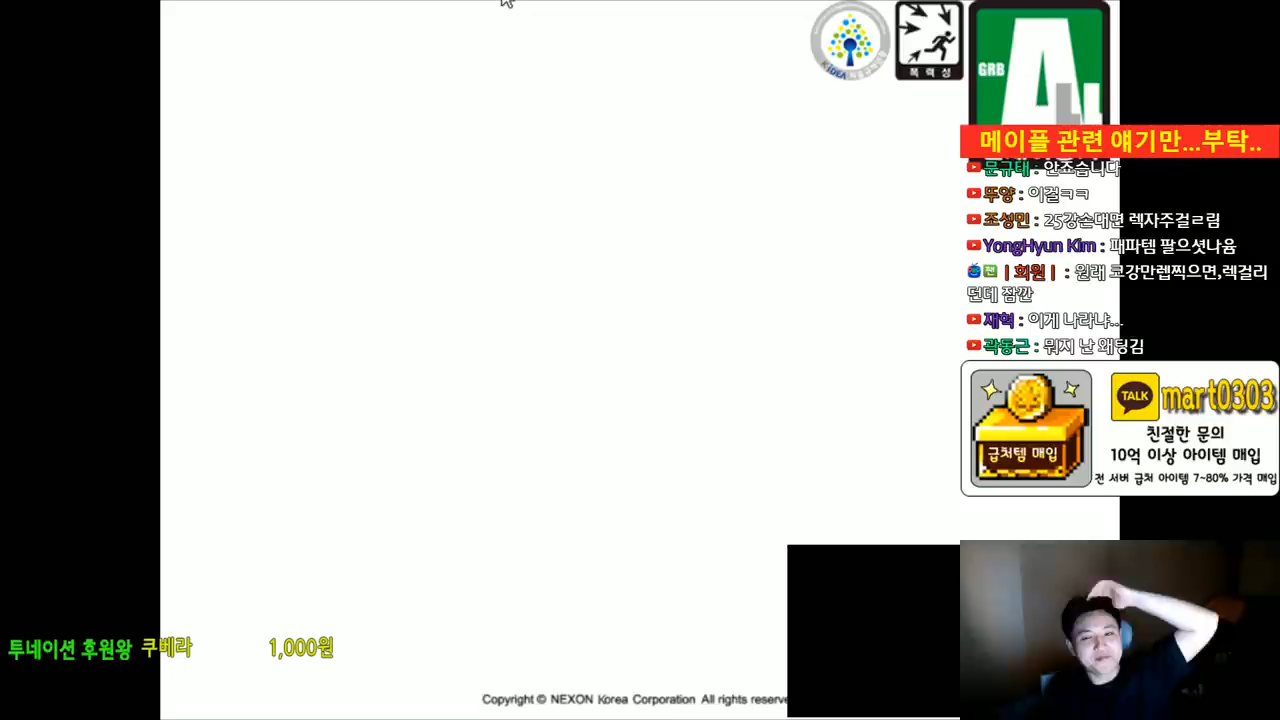 폭력성
GRB
메이플 관련 얘기만...부탁..
문규태 : 안죠습니다
뚜양 : 이걸ㅋㅋ
조성민 : 25강손대면 렉자주걸ㄹ림
YongHyun Kim : 패파템 팔으셧나욤
ㅣ회원ㅣ : 원래 고강만렙찍으면,렉걸리
던데 잠깐
재혁 : 이게 나라냐...
곽동근 : 뭐지 난 왜팅김
TALK mart0303
친절한 문의
급처템 매입
10억 이상 아이템 매입
전 서버 급처 아이템 7~80% 가격 매입
투네이션 후원왕 쿠베라 1,000원
Copyright © NEXON Korea Corporation All rights reserve